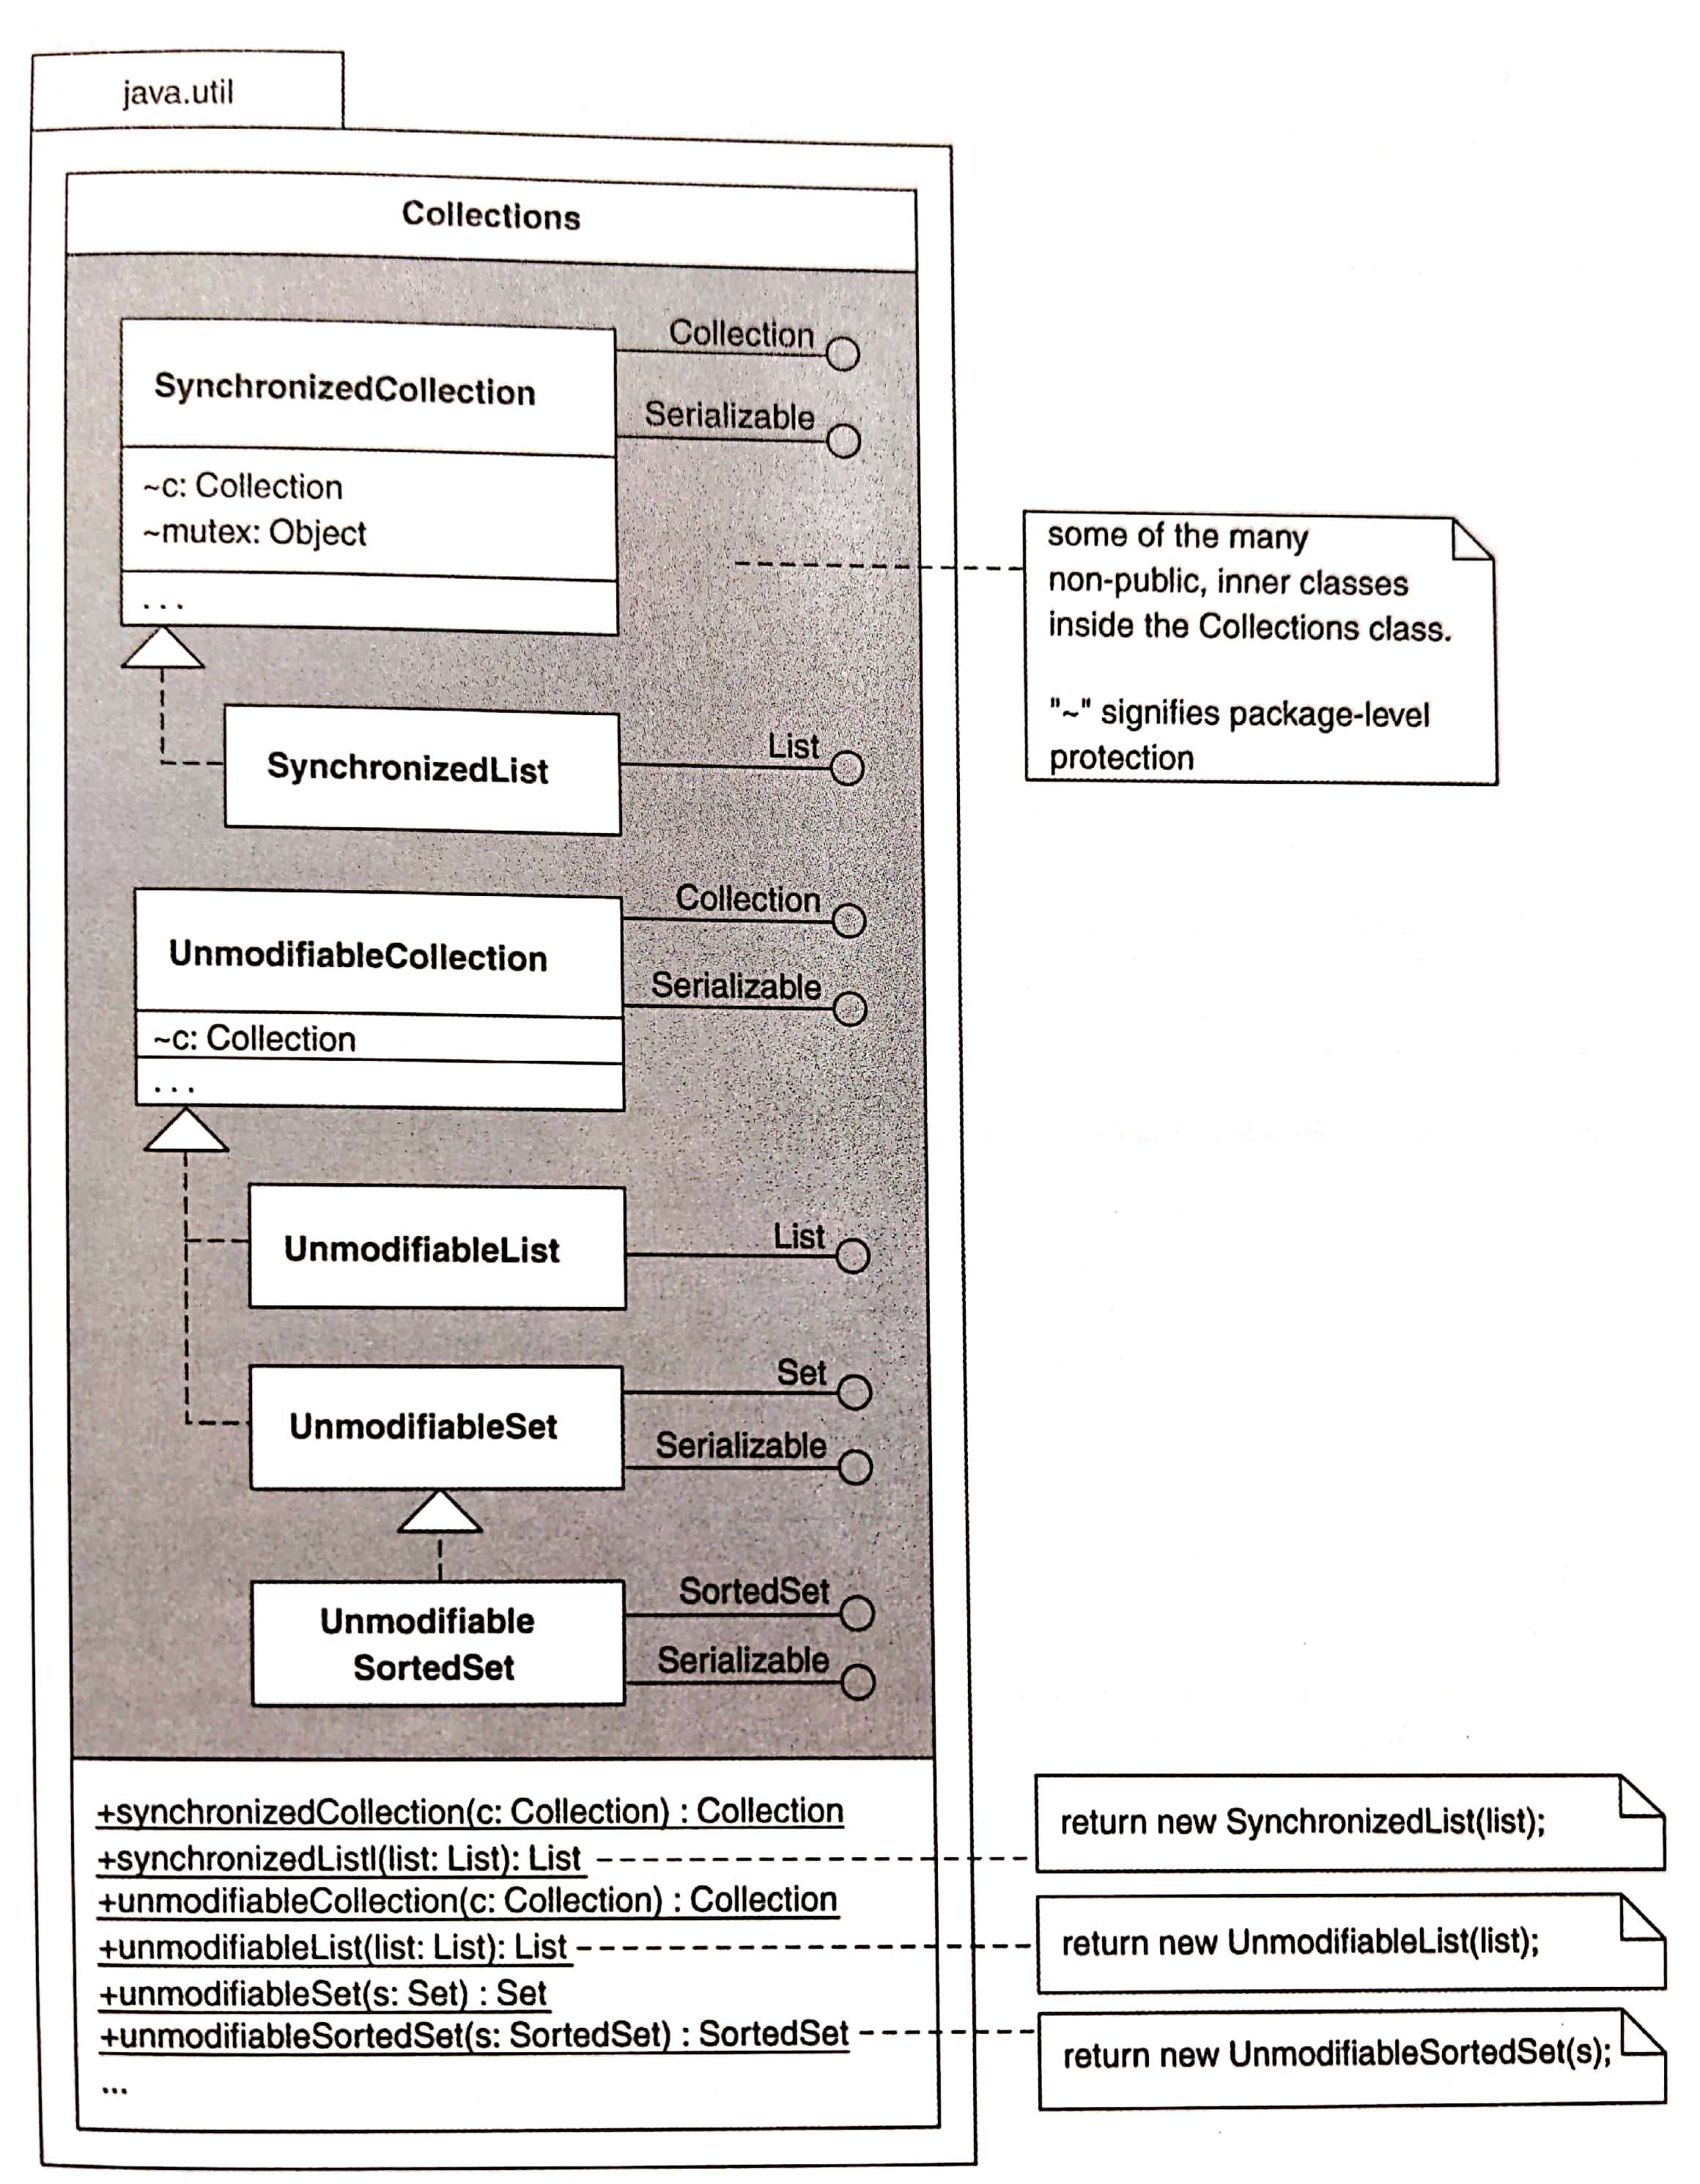 java.util
Collections
SynchronizedCollection
Collection
Serializable
~c: Collection
~mutex: Object
...
SynchronizedList
List
some of the many
non-public, inner classes
inside the Collections class.
"~" signifies package-level
protection
UnmodifiableCollection
Collection
Serializable
~c: Collection
...
UnmodifiableList
List
UnmodifiableSet
Set
Serializable
Unmodifiable
SortedSet
SortedSet
Serializable
+synchronizedCollection(c: Collection) : Collection
+synchronizedListl(list: List): List
+unmodifiableCollection(c: Collection) : Collection
+unmodifiableList(list: List): List
+unmodifiableSet(s: Set) : Set
+unmodifiableSortedSet(s: SortedSet) : SortedSet
...
return new SynchronizedList(list);
return new UnmodifiableList(list);
return new UnmodifiableSortedSet(s);